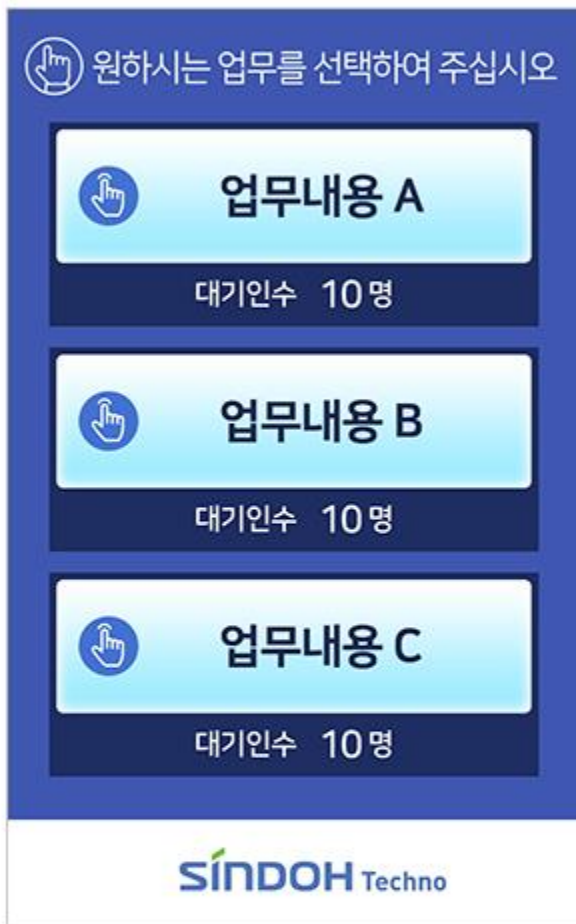 원하시는 업무를 선택하여 주십시오
업무내용 A
대기인수 10 명
업무내용 B
대기인수 10 명
업무내용 C
대기인수 10 명
SINDOH Techno